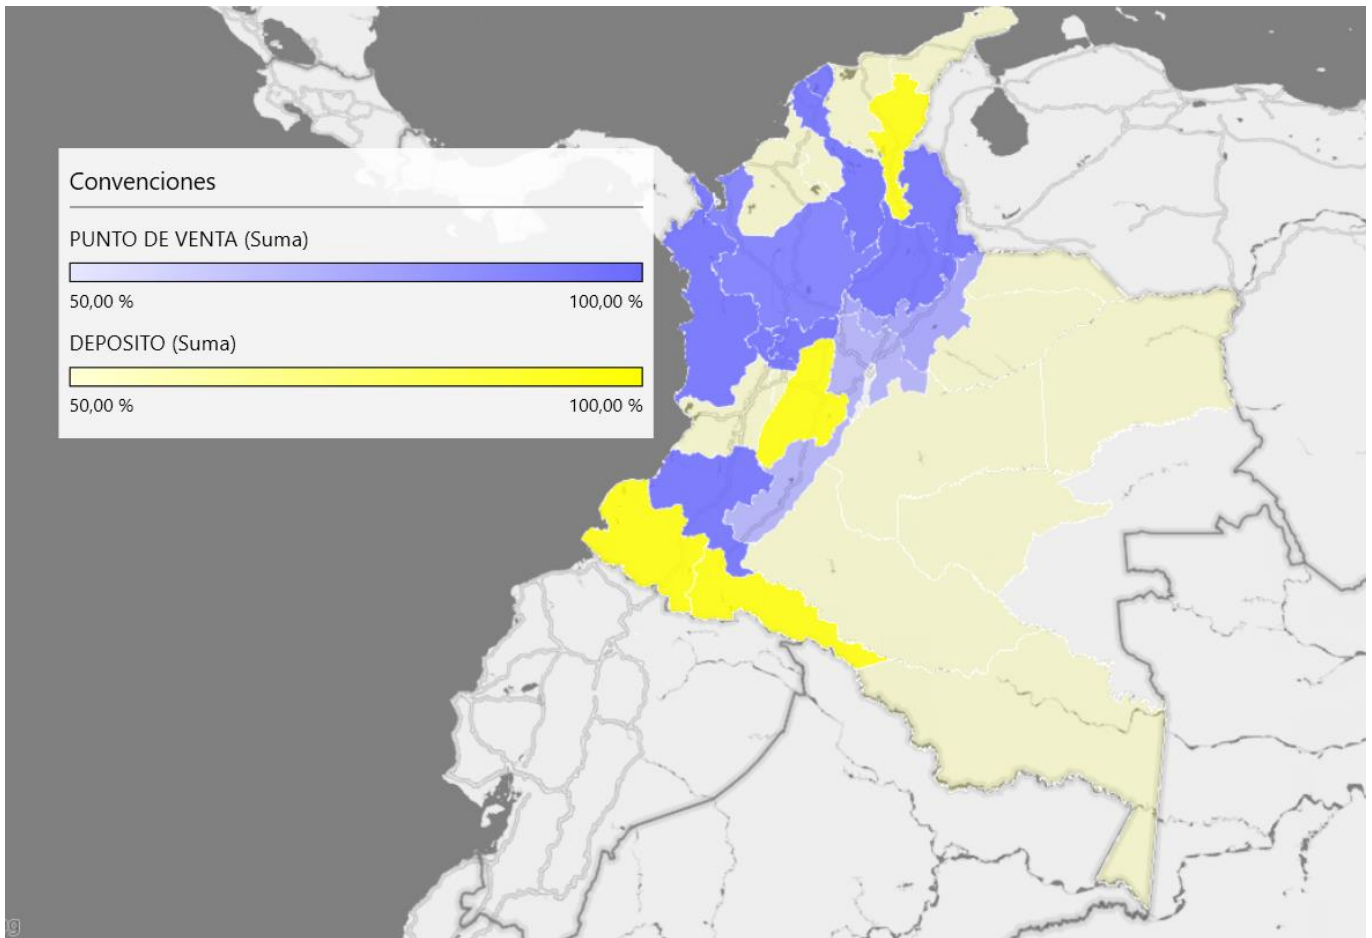 Convenciones
PUNTO DE VENTA (Suma)
50,00 % 100,00 %
DEPOSITO (Suma)
50,00 % 100,00 %